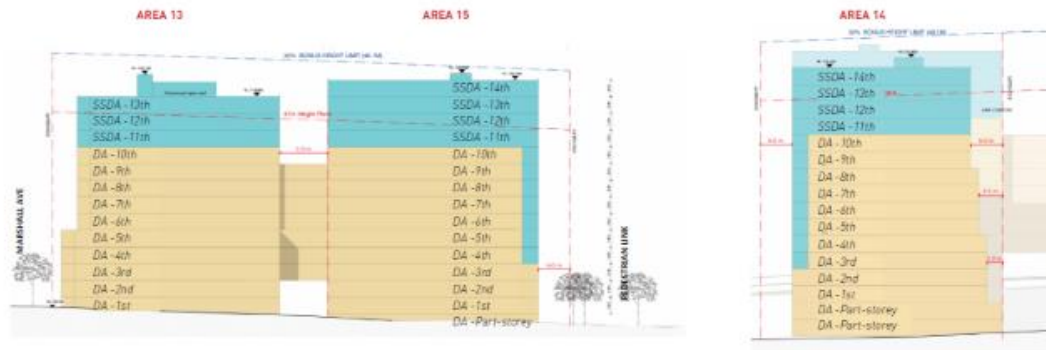 AREA 13
AREA 15
AREA 14
SSDA -13th
SSDA -12th
SSDA -11th
DA -10th
DA -9th
DA -8th
DA -7th
DA -6th
DA -5th
DA -4th
DA -3rd
DA -2nd
DA -1st
MARSHALL AVE
SSDA -14th
SSDA -13th
SSDA -12th
SSDA -11th
DA -10th
DA -9th
DA -8th
DA -7th
DA -6th
DA -5th
DA -4th
DA -3rd
DA -2nd
DA -1st
DA -Part-storey
PEDESTRIAN LINK
SSDA -14th
SSDA -13th
SSDA -12th
SSDA -11th
DA -10th
DA -9th
DA -8th
DA -7th
DA -6th
DA -5th
DA -4th
DA -3rd
DA -2nd
DA -1st
DA -Part-storey
DA -Part-storey